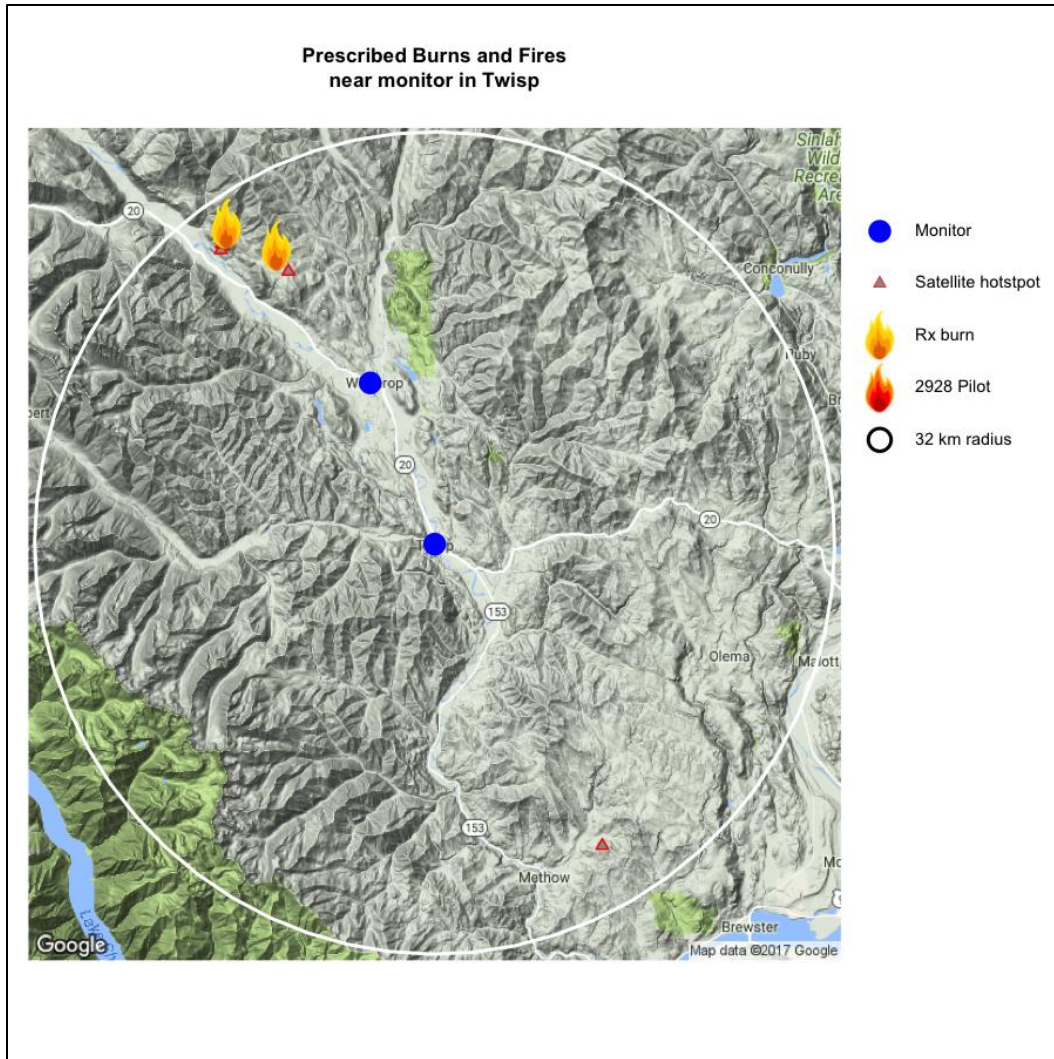 Prescribed Burns and Fires
near monitor in Twisp
20
Conconully
20
20
153
Olema
153
Methow
Brewster
Google
Map data ©2017 Google
Monitor
Satellite hotstpot
Rx burn
2928 Pilot
32 km radius